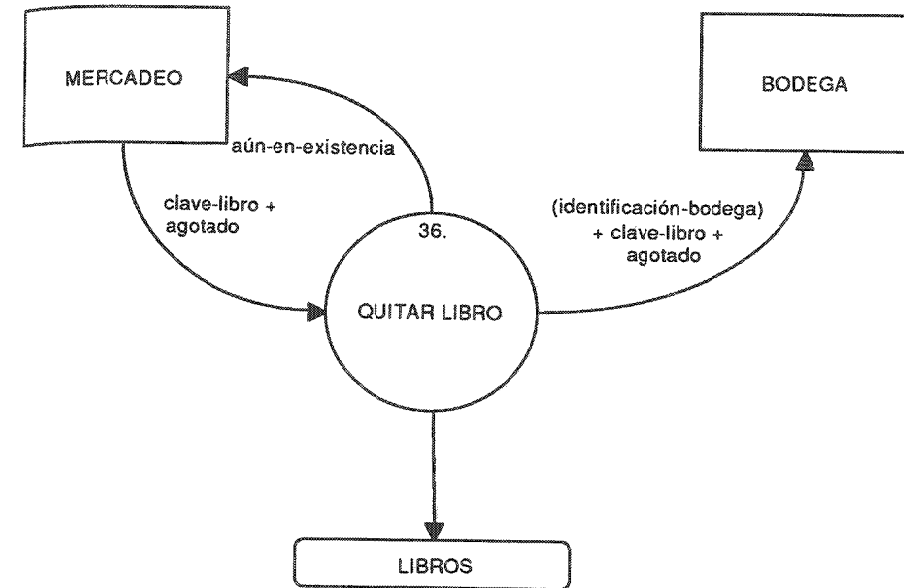 MERCADEO
BODEGA
aún-en-existencia
clave-libro +
agotado
(identificación-bodega)
+ clave-libro +
agotado
36.
QUITAR LIBRO
LIBROS